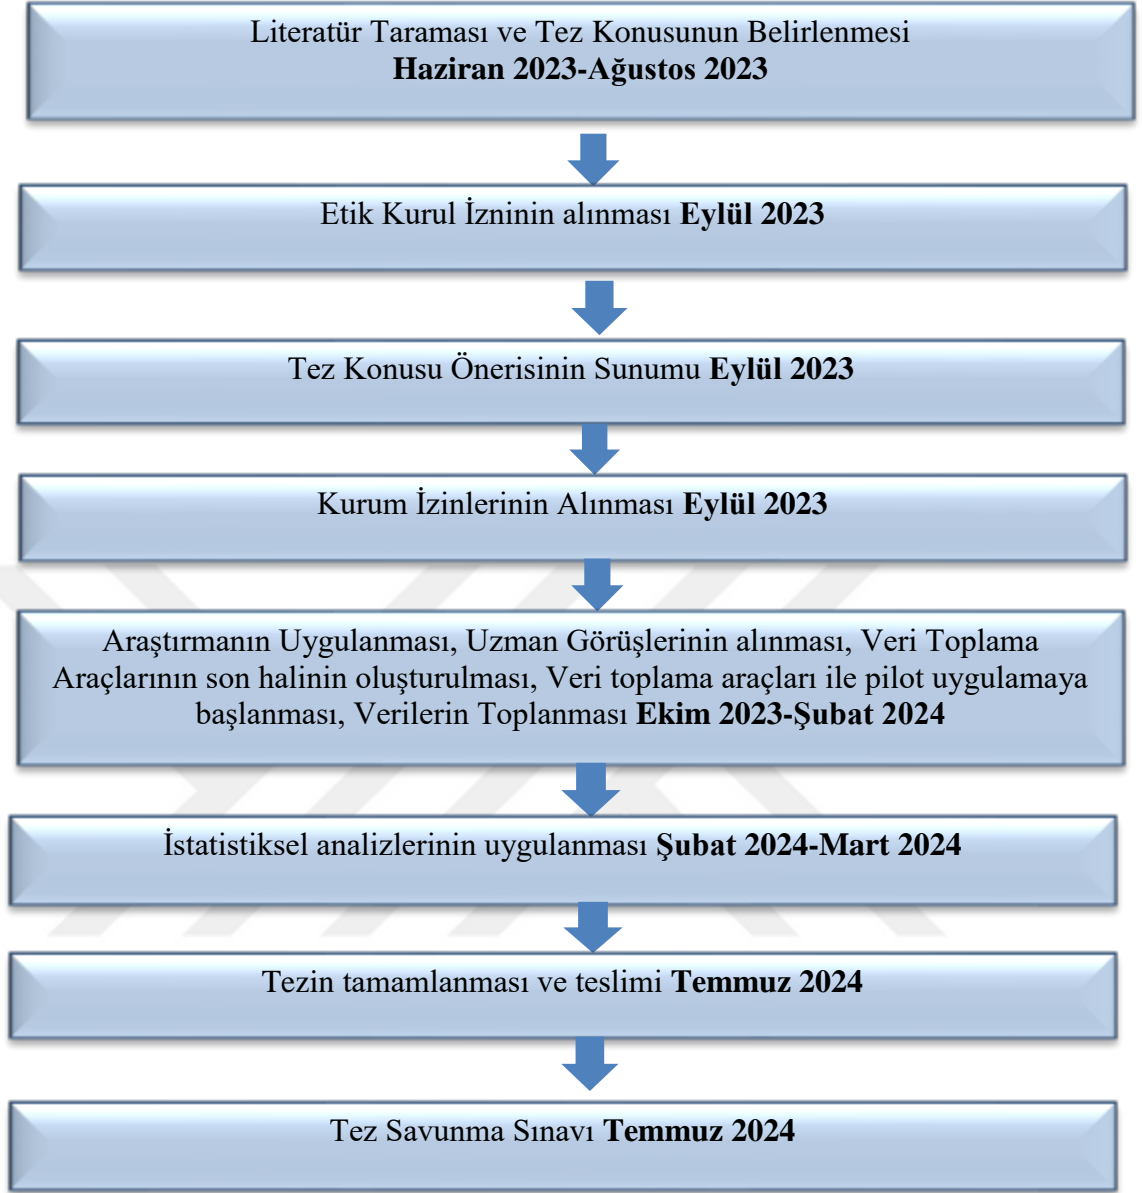 Literatür Taraması ve Tez Konusunun Belirlenmesi
Haziran 2023-Ağustos 2023
Etik Kurul İzninin alınması Eylül 2023
Tez Konusu Önerisinin Sunumu Eylül 2023
Kurum İzinlerinin Alınması Eylül 2023
Araştırmanın Uygulanması, Uzman Görüşlerinin alınması, Veri Toplama
Araçlarının son halinin oluşturulması, Veri toplama araçları ile pilot uygulamaya
başlanması, Verilerin Toplanması Ekim 2023-Şubat 2024
İstatistiksel analizlerinin uygulanması Şubat 2024-Mart 2024
Tezin tamamlanması ve teslimi Temmuz 2024
Tez Savunma Sınavı Temmuz 2024